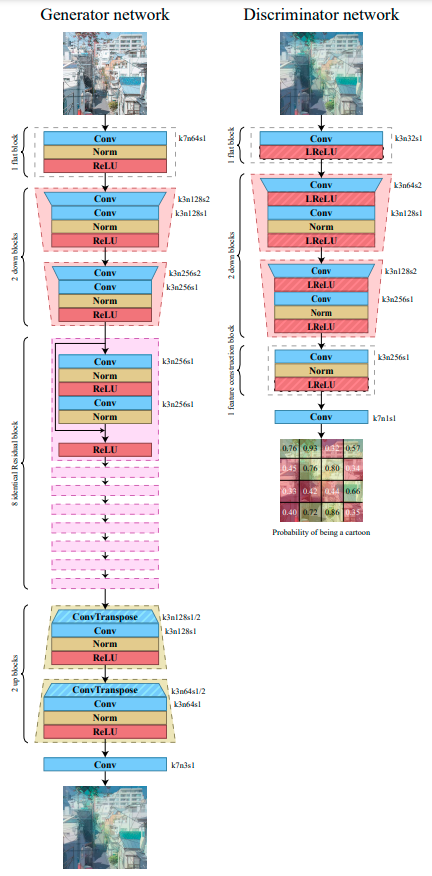 Generator network
1 flat block
Conv
k7n64s1
Norm
ReLU
2 down blocks
Conv
k3n128s2
Conv
k3n128s1
Norm
ReLU
Conv
k3n256s2
Conv
k3n256s1
Norm
ReLU
8 identical Residual block
Conv
k3n256s1
Norm
ReLU
Conv
k3n256s1
Norm
ReLU
2 up blocks
ConvTranspose
k3n128s1/2
Conv
k3n128s1
Norm
ReLU
ConvTranspose
k3n64s1/2
Conv
k3n64s1
Norm
ReLU
Conv
k7n3s1
Discriminator network
1 flat block
Conv
k3n32s1
LReLU
2 down blocks
Conv
k3n64s2
LReLU
Conv
k3n128s1
Norm
LReLU
Conv
k3n128s2
LReLU
Conv
k3n256s1
Norm
LReLU
1 feature construction block
Conv
k3n256s1
Norm
LReLU
Conv
k7n1s1
0.76 0.93 0.57
0.45 0.76 0.80 0.34
0.33 0.42 0.44 0.66
0.40 0.72 0.86 0.35
Probability of being a cartoon